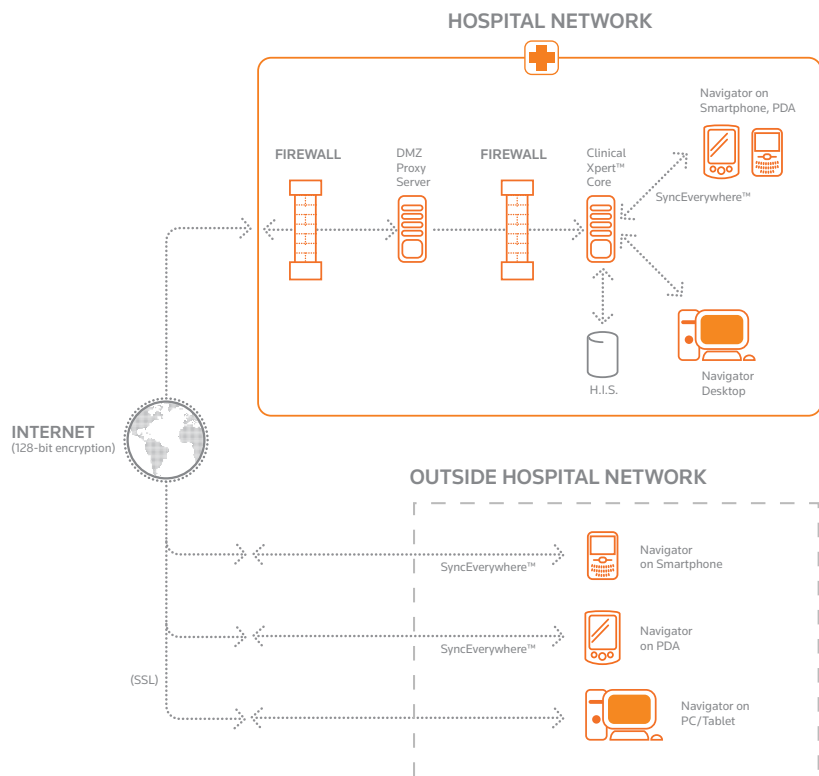 HOSPITAL NETWORK
Navigator on
Smartphone, PDA
FIREWALL
DMZ
Proxy
Server
FIREWALL
Clinical
Xpert™
Core
SyncEverywhere™
H.I.S.
Navigator
Desktop
INTERNET
(128-bit encryption)
OUTSIDE HOSPITAL NETWORK
SyncEverywhere™
Navigator
on Smartphone
SyncEverywhere™
Navigator
on PDA
(SSL)
Navigator on
PC/Tablet